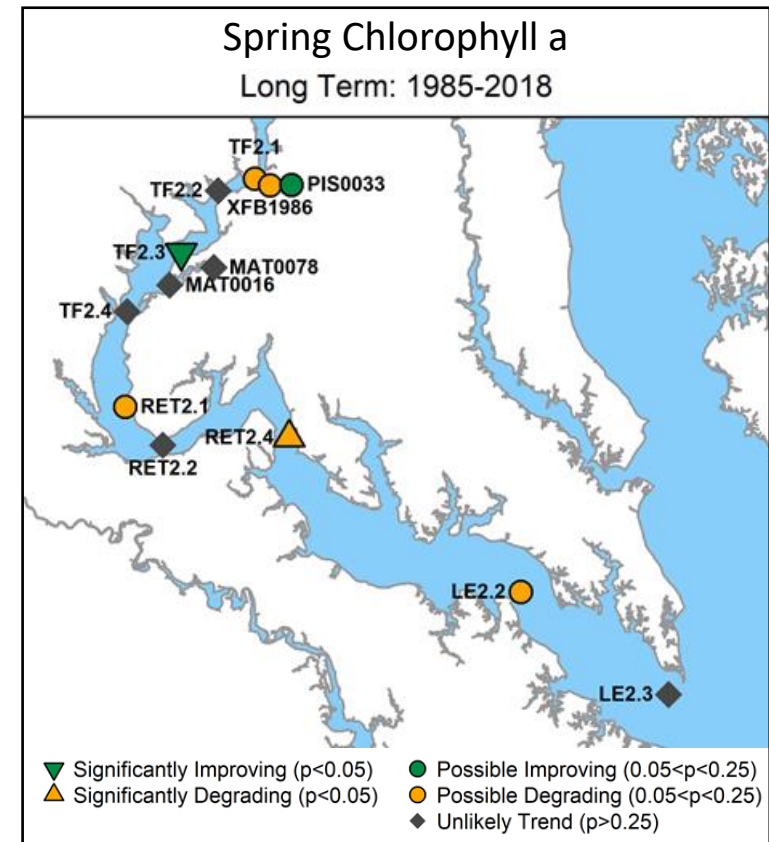 Spring Chlorophyll a
Long Term: 1985-2018
TF2.1
TF2.2
PIS0033
XFB1986
TF2.3
MAT0078
MAT0016
TF2.4
RET2.1
RET2.4
RET2.2
LE2.2
LE2.3
Significantly Improving (p<0.05)
Possible Improving (0.05<p<0.25)
Significantly Degrading (p<0.05)
Possible Degrading (0.05<p<0.25)
Unlikely Trend (p>0.25)